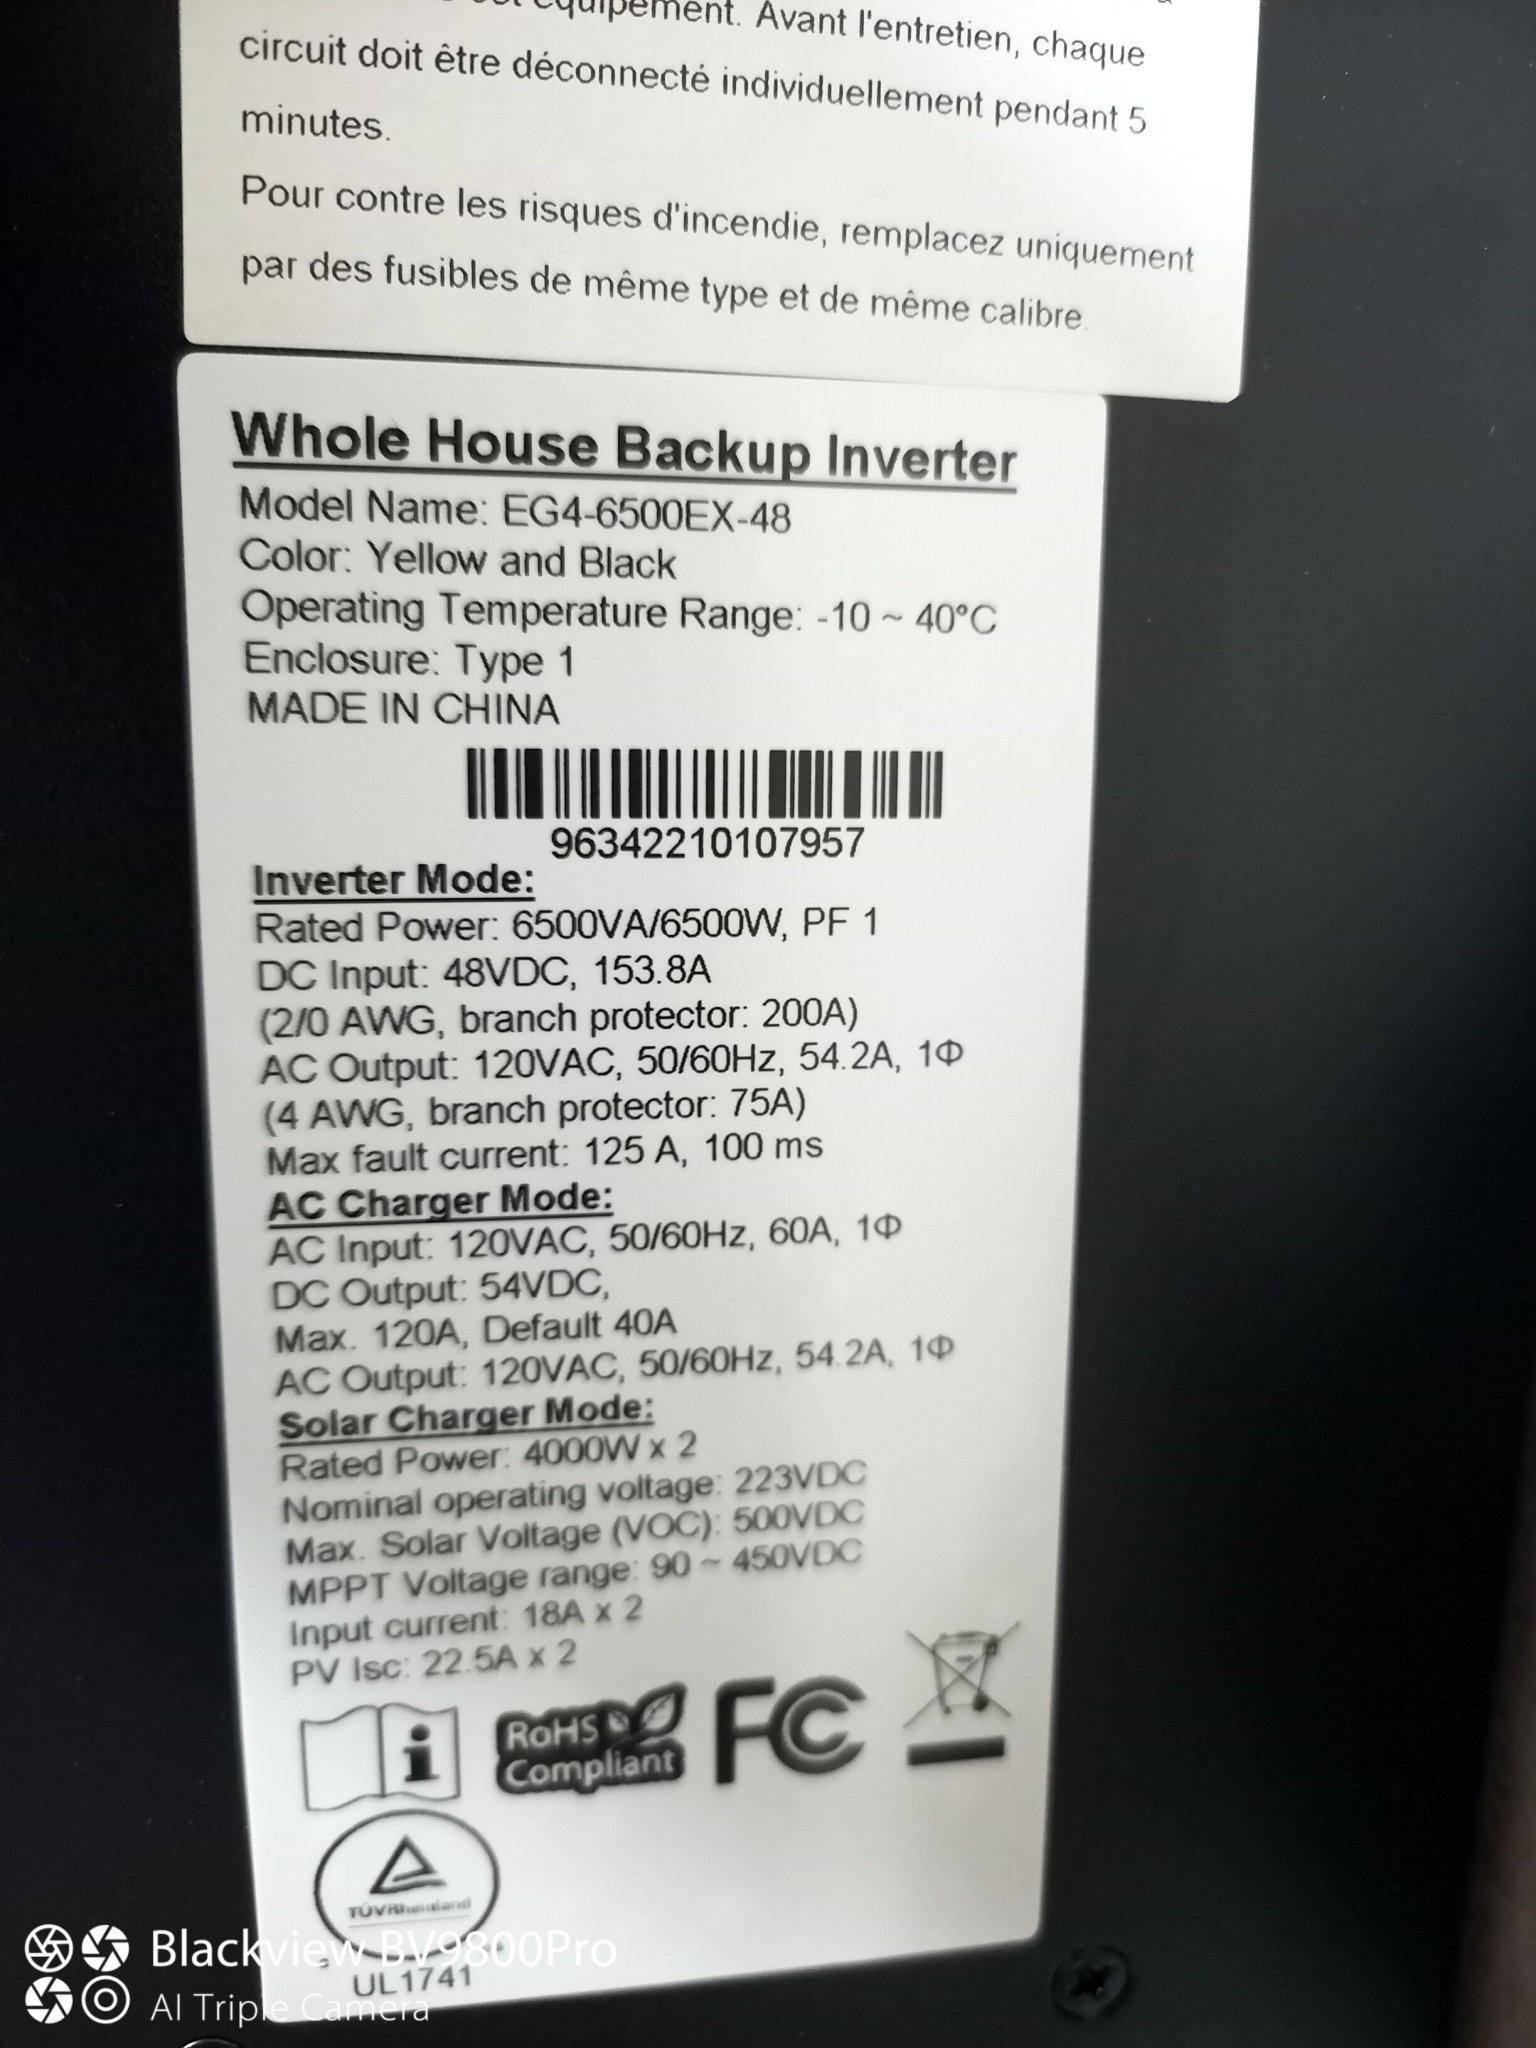 équipement. Avant l'entretien, chaque
circuit doit être déconnecté individuellement pendant 5
minutes.
Pour contre les risques d'incendie, remplacez uniquement
par des fusibles de même type et de même calibre.
Whole House Backup Inverter
Model Name: EG4-6500EX-48
Color: Yellow and Black
Operating Temperature Range: -10 ~ 40°C
Enclosure: Type 1
MADE IN CHINA
96342210107957
Inverter Mode:
Rated Power: 6500VA/6500W, PF 1
DC Input: 48VDC, 153.8A
(2/0 AWG, branch protector: 200A)
AC Output: 120VAC, 50/60Hz, 54.2A, 1Φ
(4 AWG, branch protector: 75A)
Max fault current: 125 A, 100 ms
AC Charger Mode:
AC Input: 120VAC, 50/60Hz, 60A, 1Φ
DC Output: 54VDC,
Max. 120A, Default 40A
AC Output: 120VAC, 50/60Hz, 54.2A, 1Φ
Solar Charger Mode:
Rated Power: 4000W x 2
Nominal operating voltage: 223VDC
Max. Solar Voltage (VOC): 500VDC
MPPT Voltage range: 90 ~ 450VDC
Input current: 18A x 2
PV Isc: 22.5A x 2
RoHS
Compliant
FC
TÜVRheinland
UL1741
Blackview BV9800Pro
AI Triple Camera